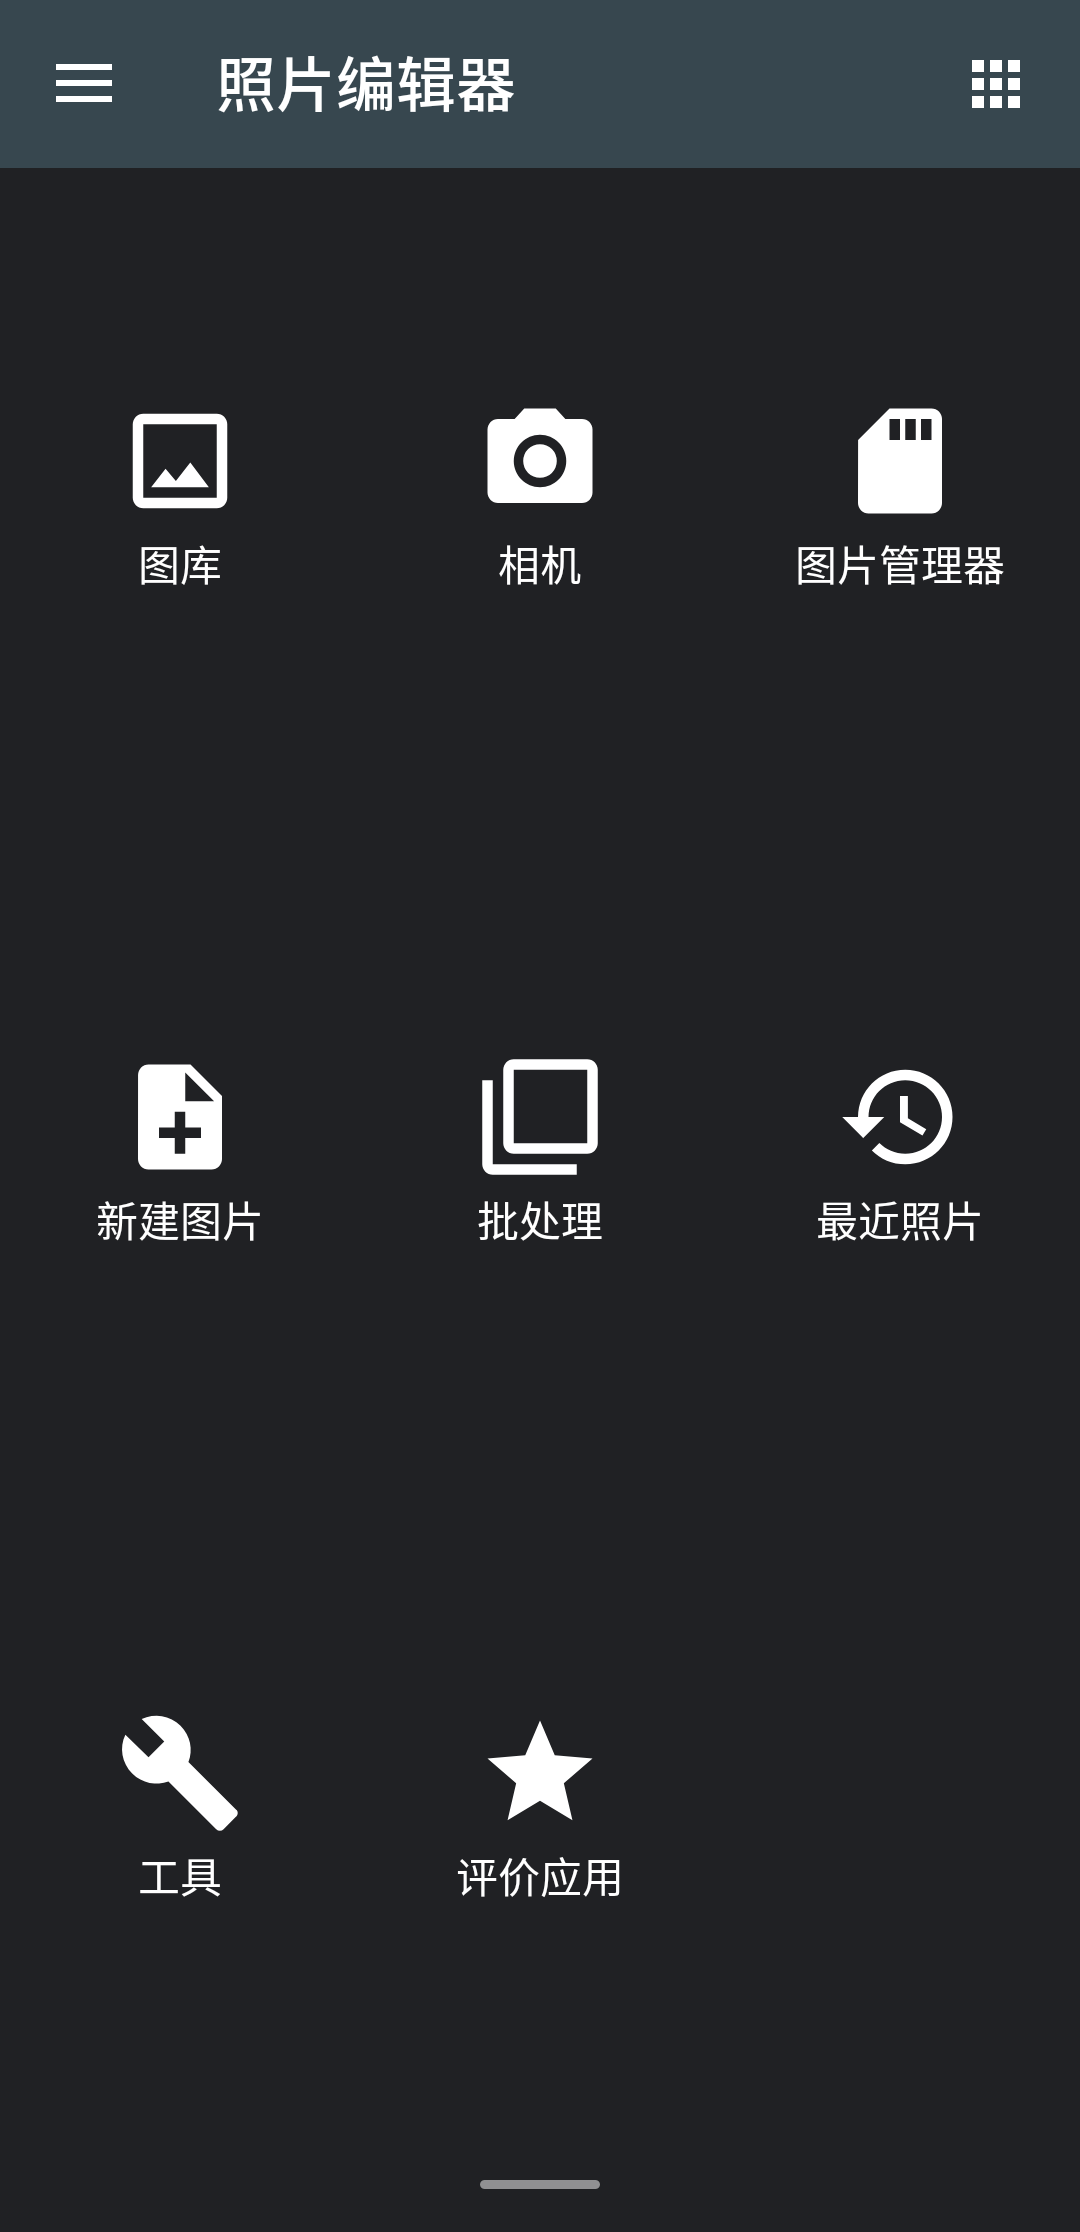 照片编辑器
图库
相机
图片管理器
新建图片
批处理
最近照片
工具
评价应用